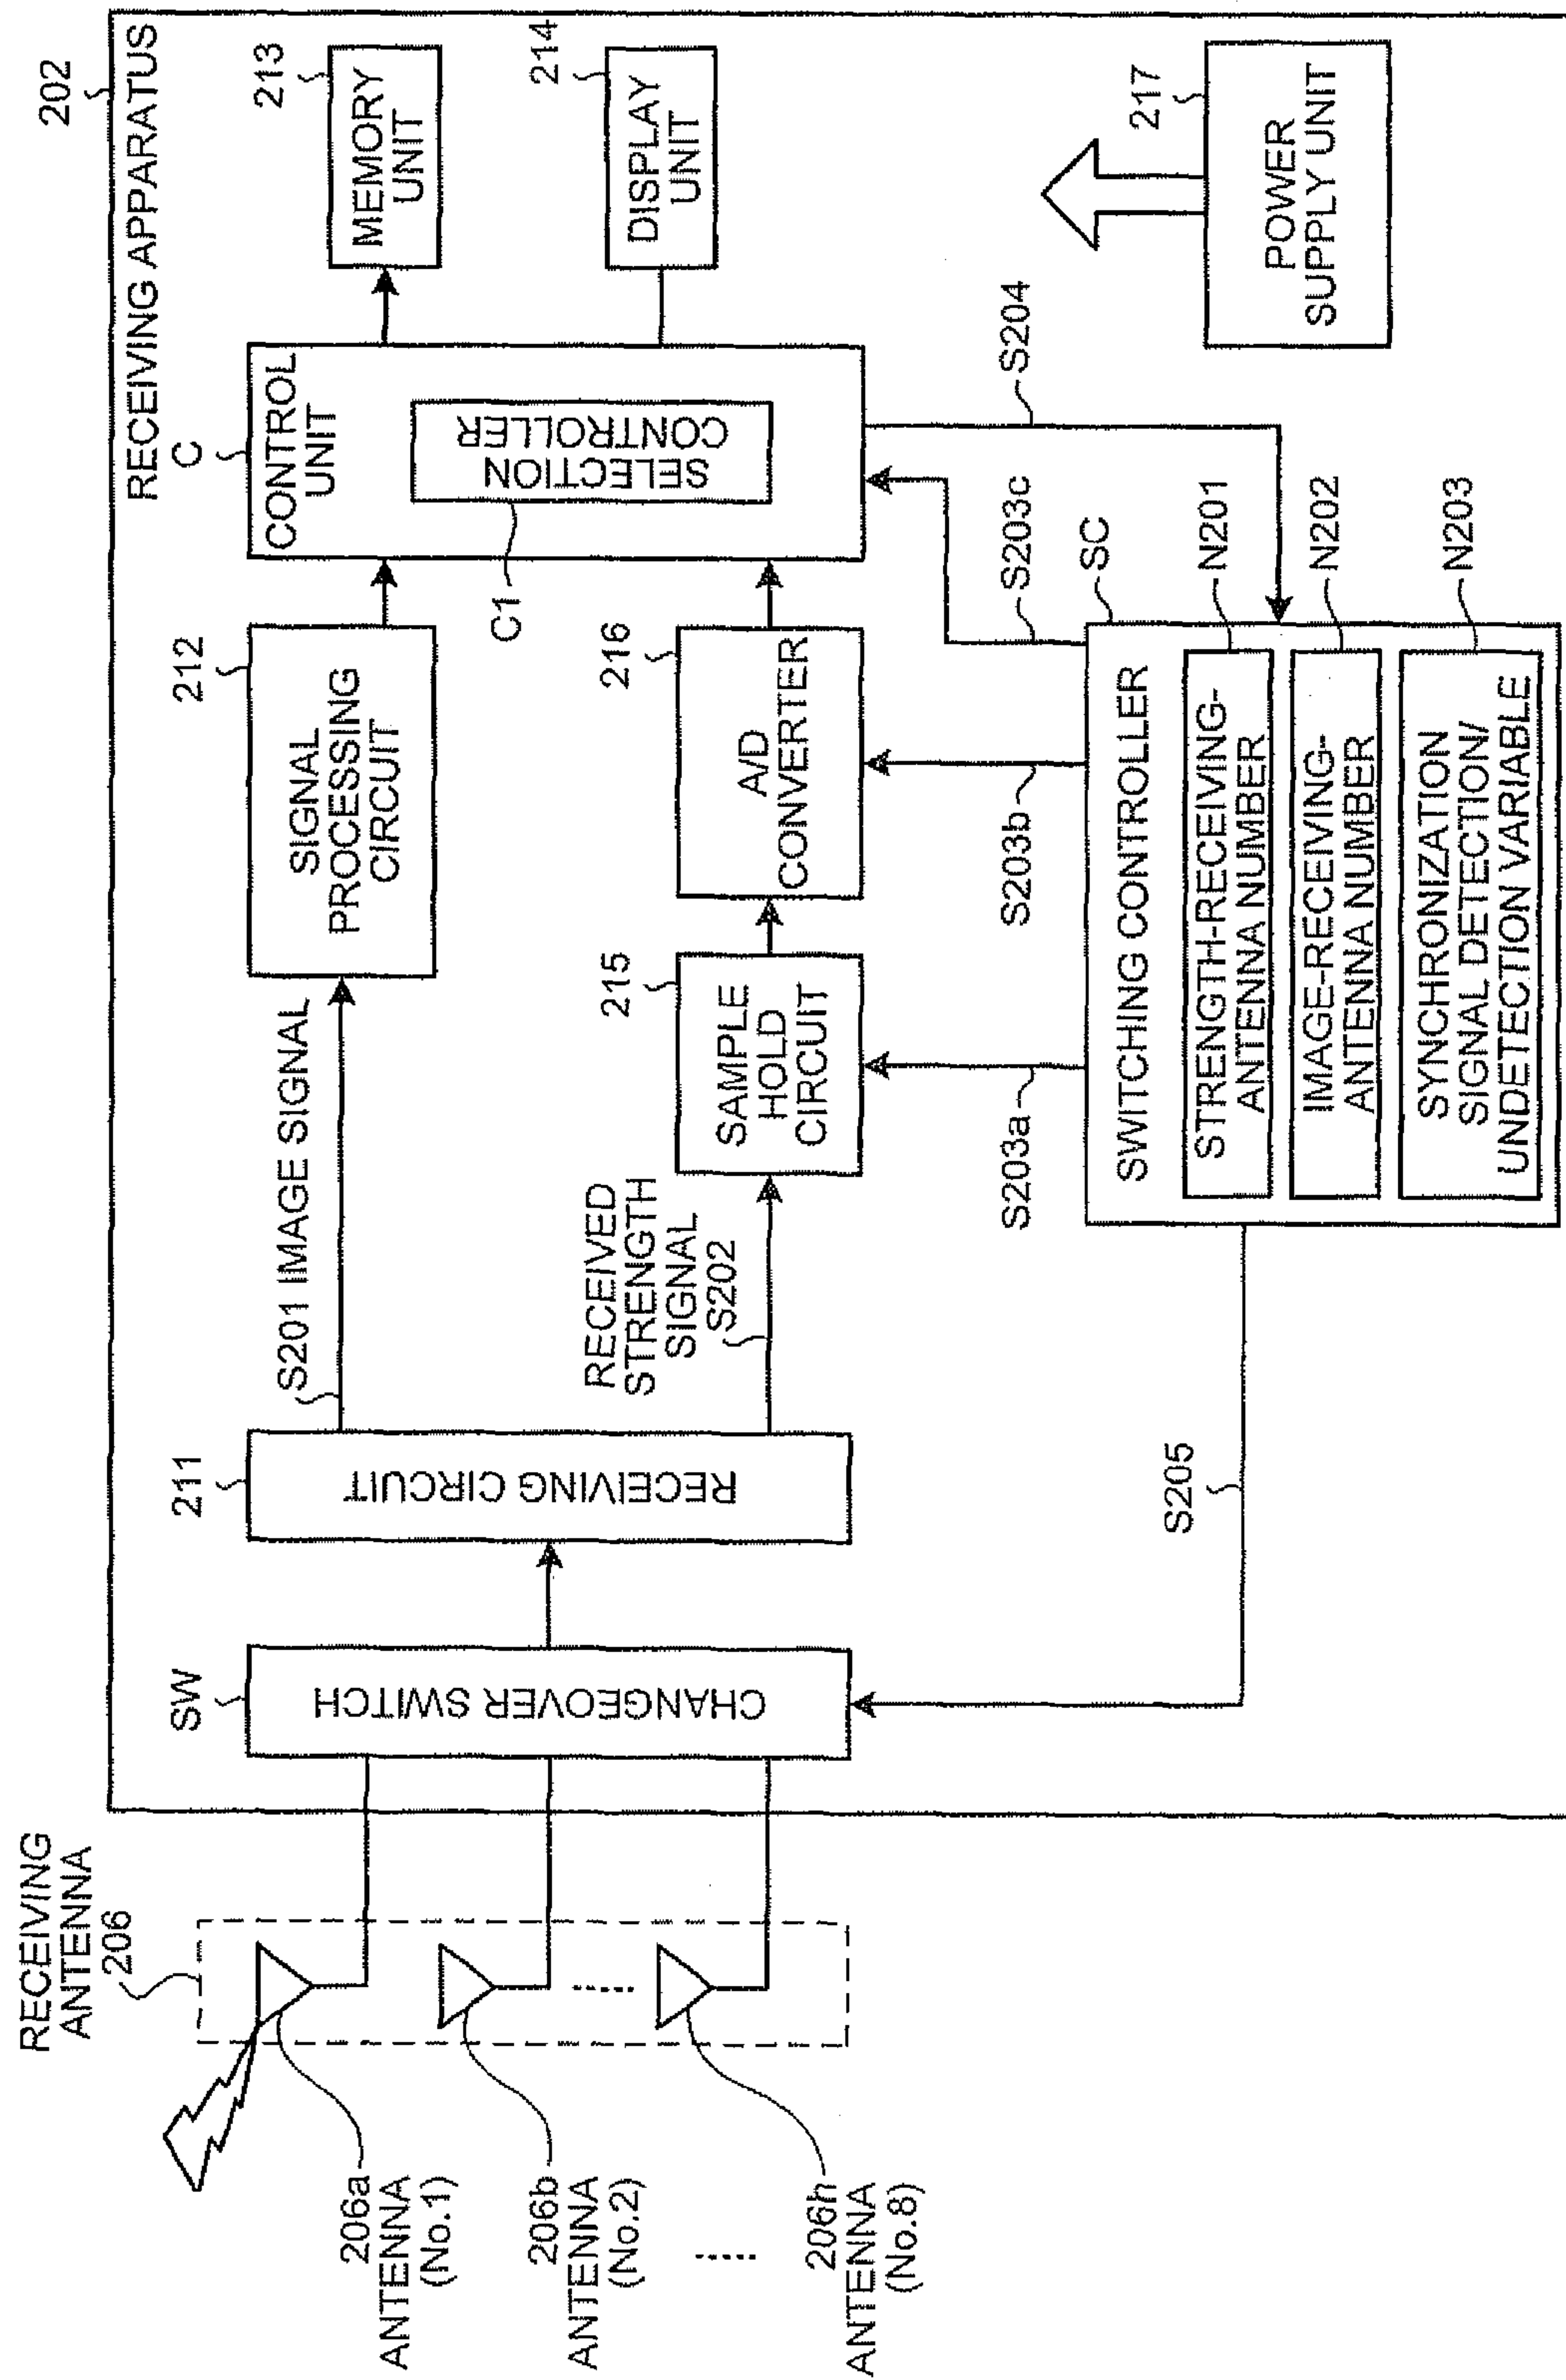 202
RECEIVING APPARATUS
RECEIVING
ANTENNA
206
206a
ANTENNA
(No.1)
206b
ANTENNA
(No.2)
206h
ANTENNA
(No.8)
SW
CHANGEOVER SWITCH
211
RECEIVING CIRCUIT
S201 IMAGE SIGNAL
RECEIVED
STRENGTH
SIGNAL
S202
212
SIGNAL
PROCESSING
CIRCUIT
215
SAMPLE
HOLD
CIRCUIT
216
A/D
CONVERTER
C
CONTROL
UNIT
C1
SELECTION
CONTROLLER
213
MEMORY
UNIT
214
DISPLAY
UNIT
S203a
S203b
S203c
S204
S205
SC
SWITCHING CONTROLLER
STRENGTH-RECEIVING-
ANTENNA NUMBER
N201
IMAGE-RECEIVING-
ANTENNA NUMBER
N202
SYNCHRONIZATION
SIGNAL DETECTION/
UNDETECTION VARIABLE
N203
217
POWER
SUPPLY UNIT